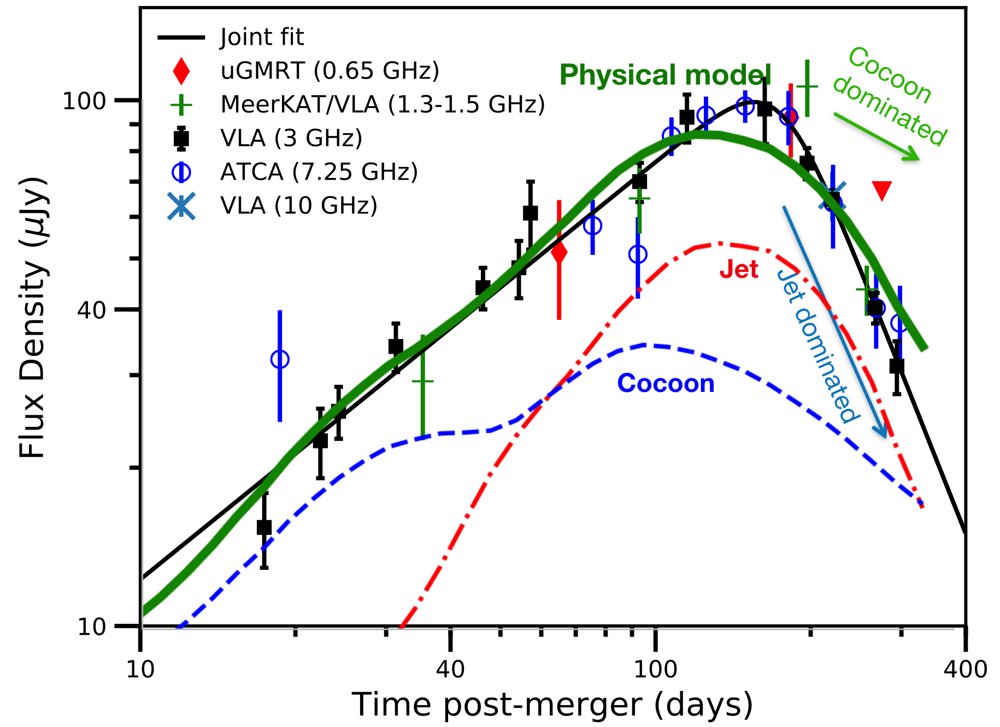 Joint fit
uGMRT (0.65 GHz)
MeerKAT/VLA (1.3-1.5 GHz)
VLA (3 GHz)
ATCA (7.25 GHz)
VLA (10 GHz)
Physical model
Cocoon
dominated
Jet
Jet dominated
Cocoon
Flux Density (μJy)
100
40
10
10
40
100
400
Time post-merger (days)